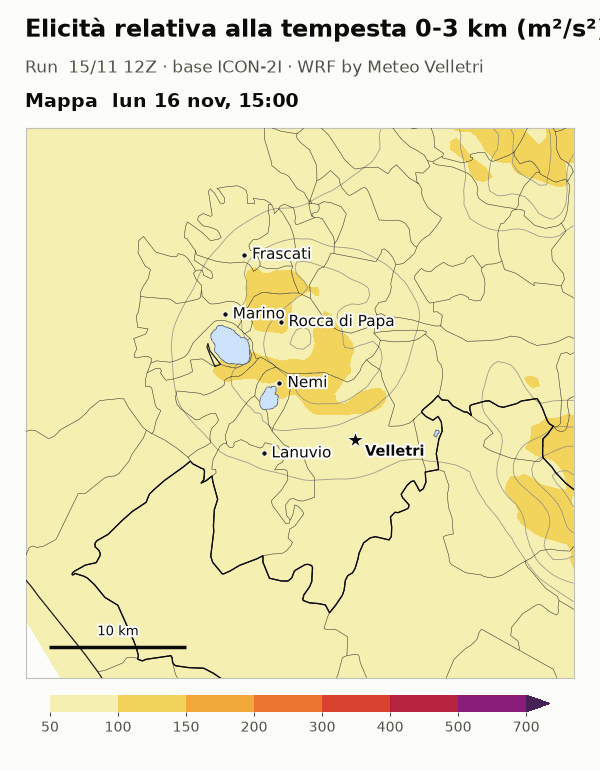 Elicità relativa alla tempesta 0-3 km (m²/s²)
Run  15/11 12Z · base ICON-2I · WRF by Meteo Velletri
Mappa  lun 16 nov, 15:00
Frascati
Marino
Rocca di Papa
Nemi
Lanuvio
Velletri
10 km
50 100 150 200 300 400 500 700